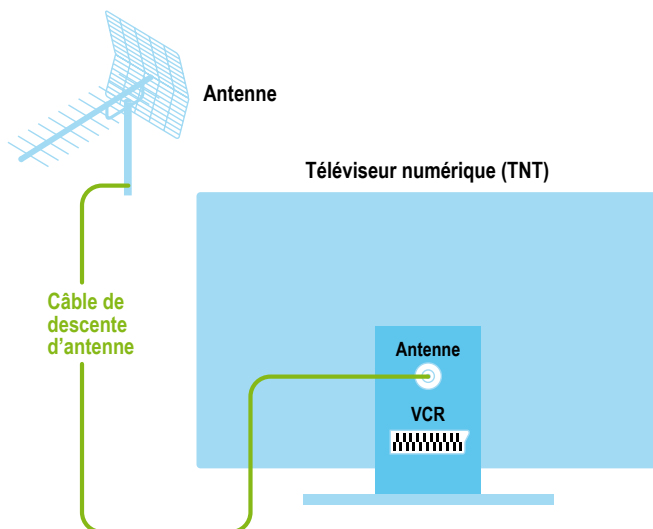 Antenne
Téléviseur numérique (TNT)
Câble de
descente
d'antenne
Antenne
VCR